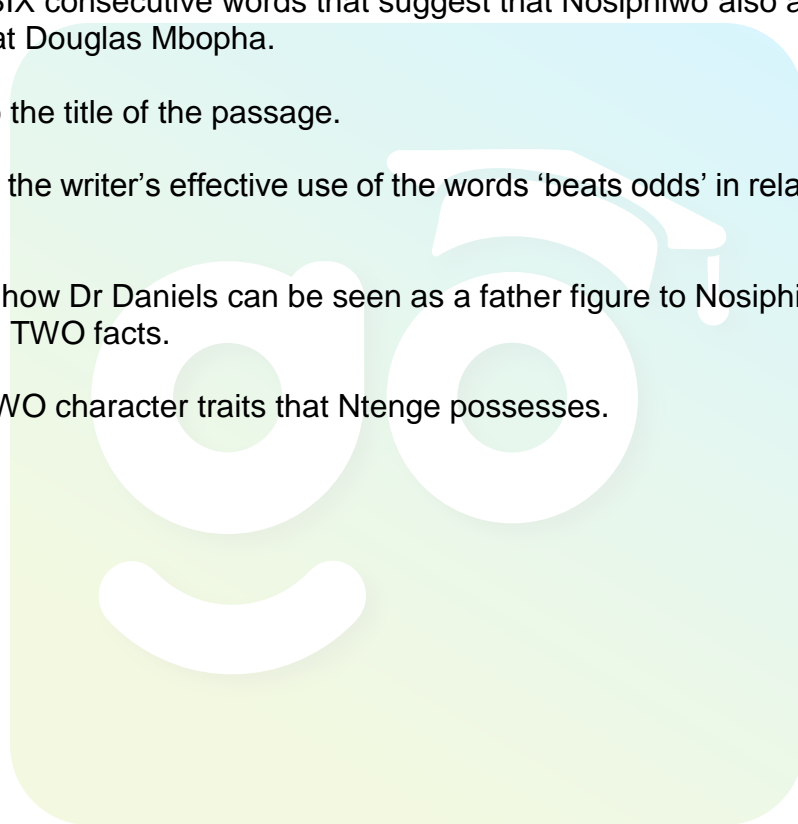 SIX consecutive words that suggest that Nosiphiwo also a
at Douglas Mbopha.
the title of the passage.
the writer's effective use of the words ‘beats odds’ in rela
how Dr Daniels can be seen as a father figure to Nosiphi
TWO facts.
WO character traits that Ntenge possesses.
go